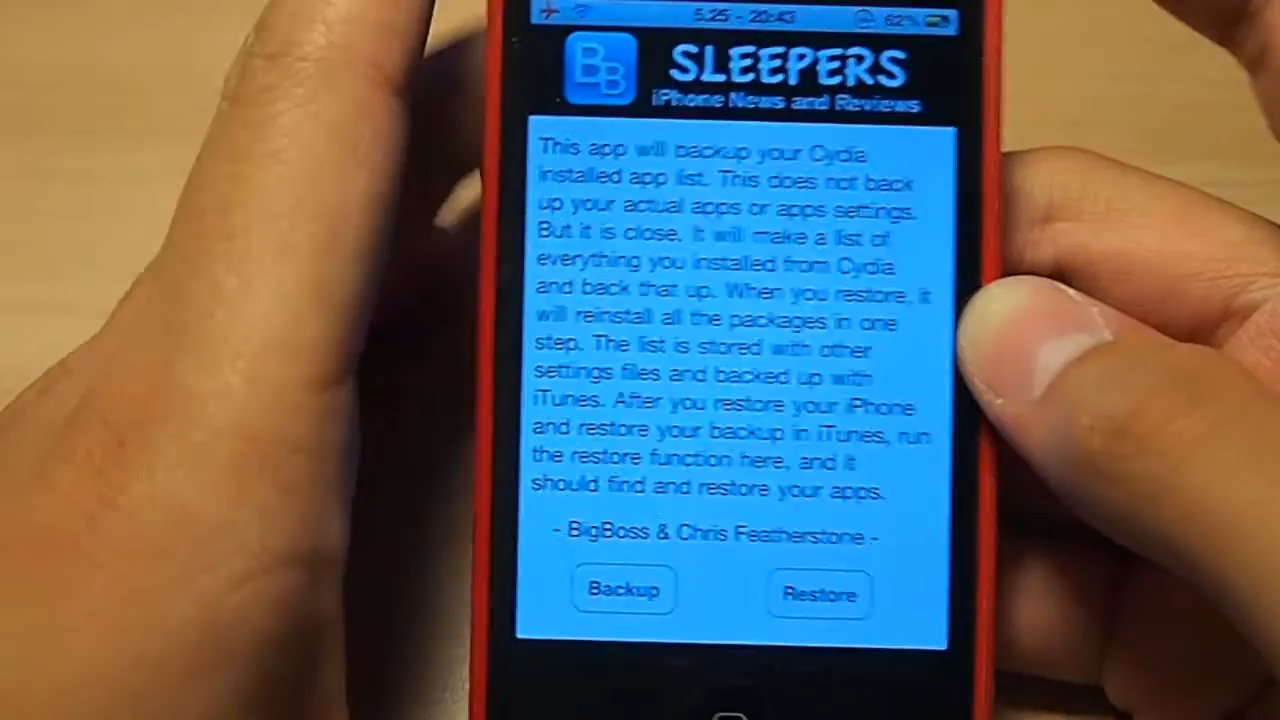 5.25 - 20:43 62%
BB SLEEPERS
iPhone News and Reviews
This app will backup your Cydia
installed app list. This does not back
up your actual apps or apps settings.
But it is close. It will make a list of
everything you installed from Cydia
and back that up. When you restore, it
will reinstall all the packages in one
step. The list is stored with other
settings files and backed up with
iTunes. After you restore your iPhone
and restore your backup in iTunes, run
the restore function here, and it
should find and restore your apps.
- BigBoss & Chris Featherstone -
Backup Restore